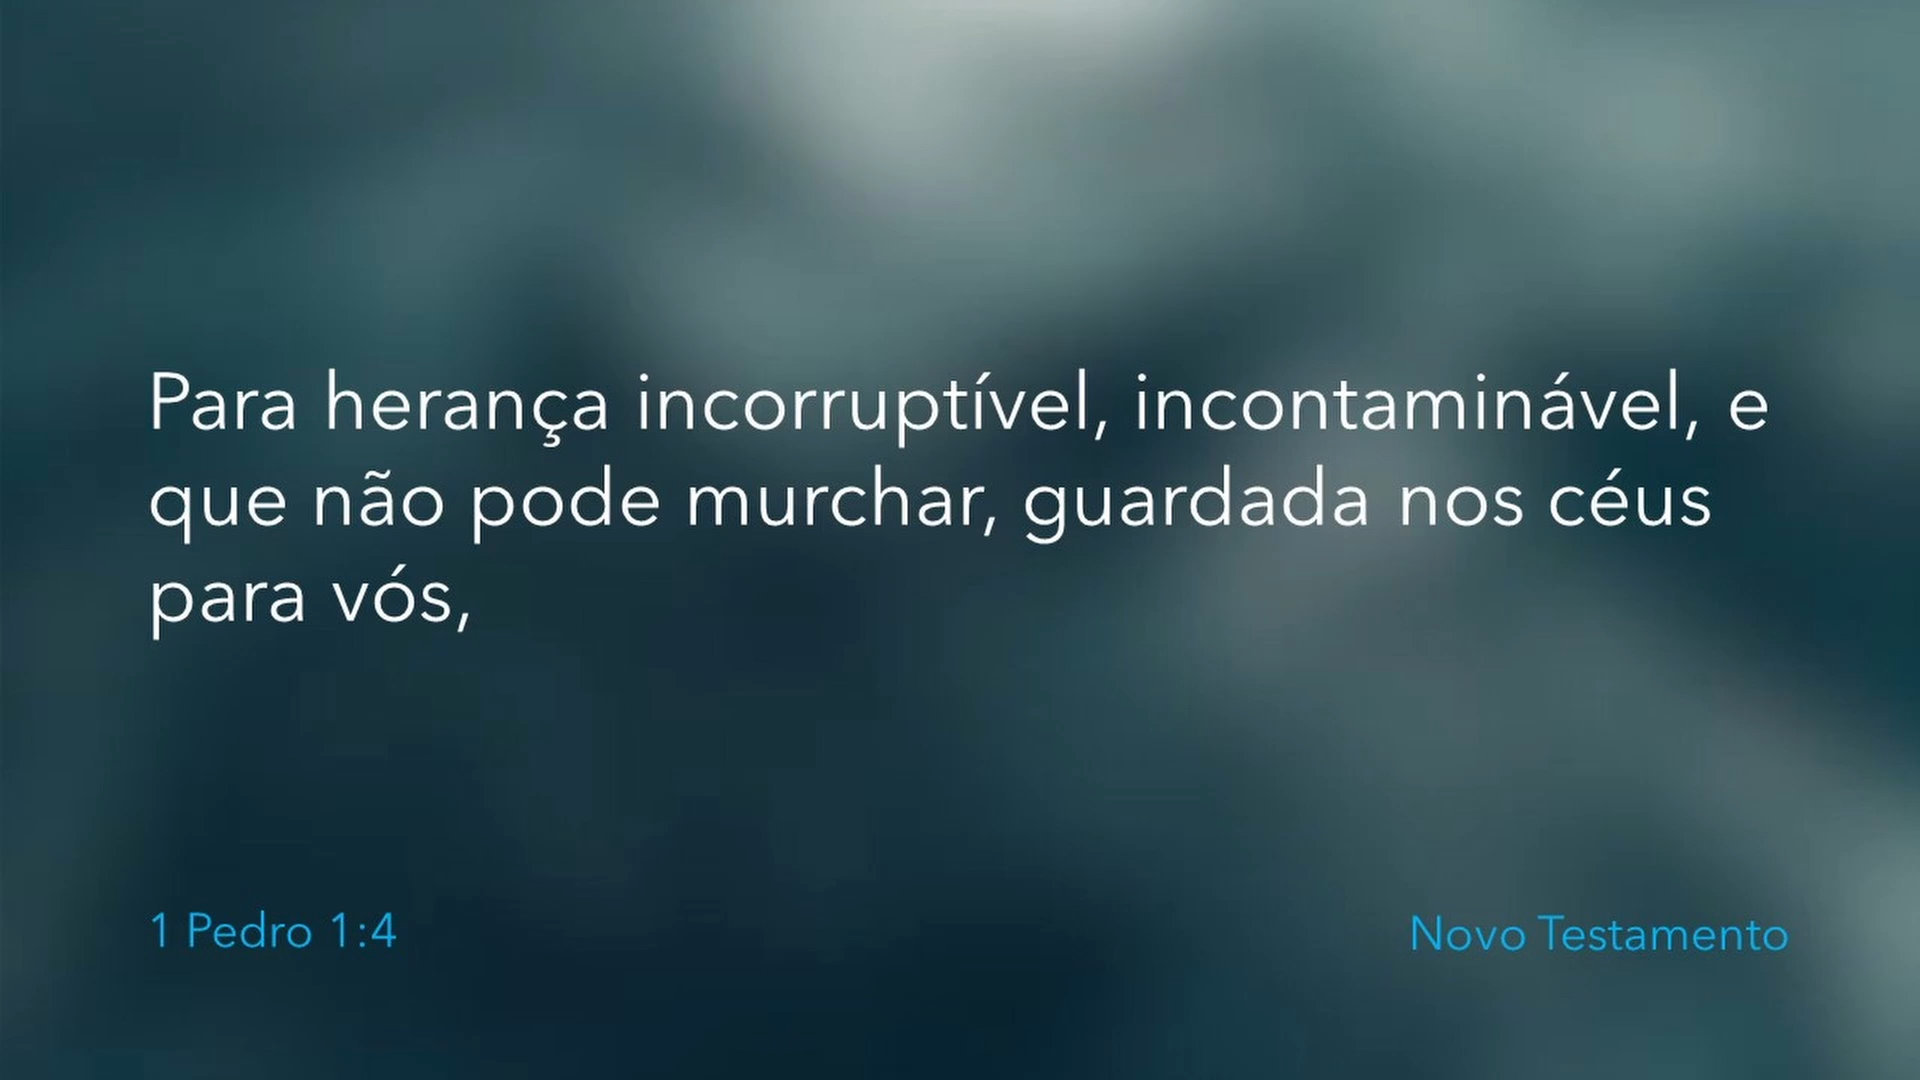 Para herança incorruptível, incontaminável, e
que não pode murchar, guardada nos céus
para vós,
1 Pedro 1:4
Novo Testamento